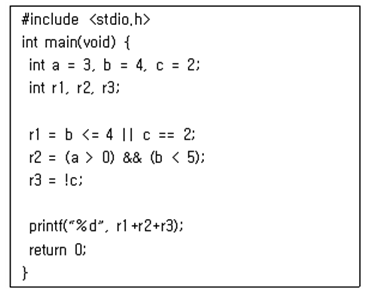 #include <stdio.h>
int main(void) {
int a = 3, b = 4, c = 2;
int r1, r2, r3;
r1 = b <= 4 || c == 2;
r2 = (a > 0) && (b < 5);
r3 = !c;
printf("%d", r1+r2+r3);
return 0;
}